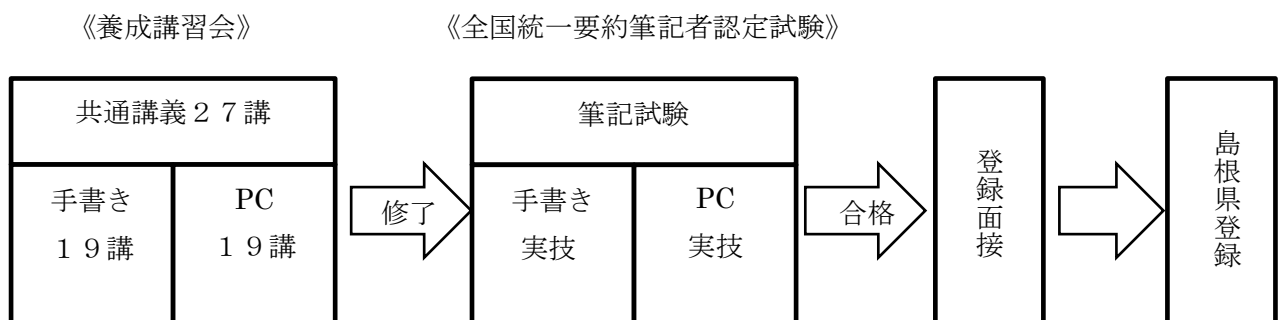 《養成講習会》
《全国統一要約筆記者認定試験》
共通講義２７講
手書き
１９講
PC
１９講
修了
筆記試験
手書き
実技
PC
実技
合格
登録面接
島根県登録